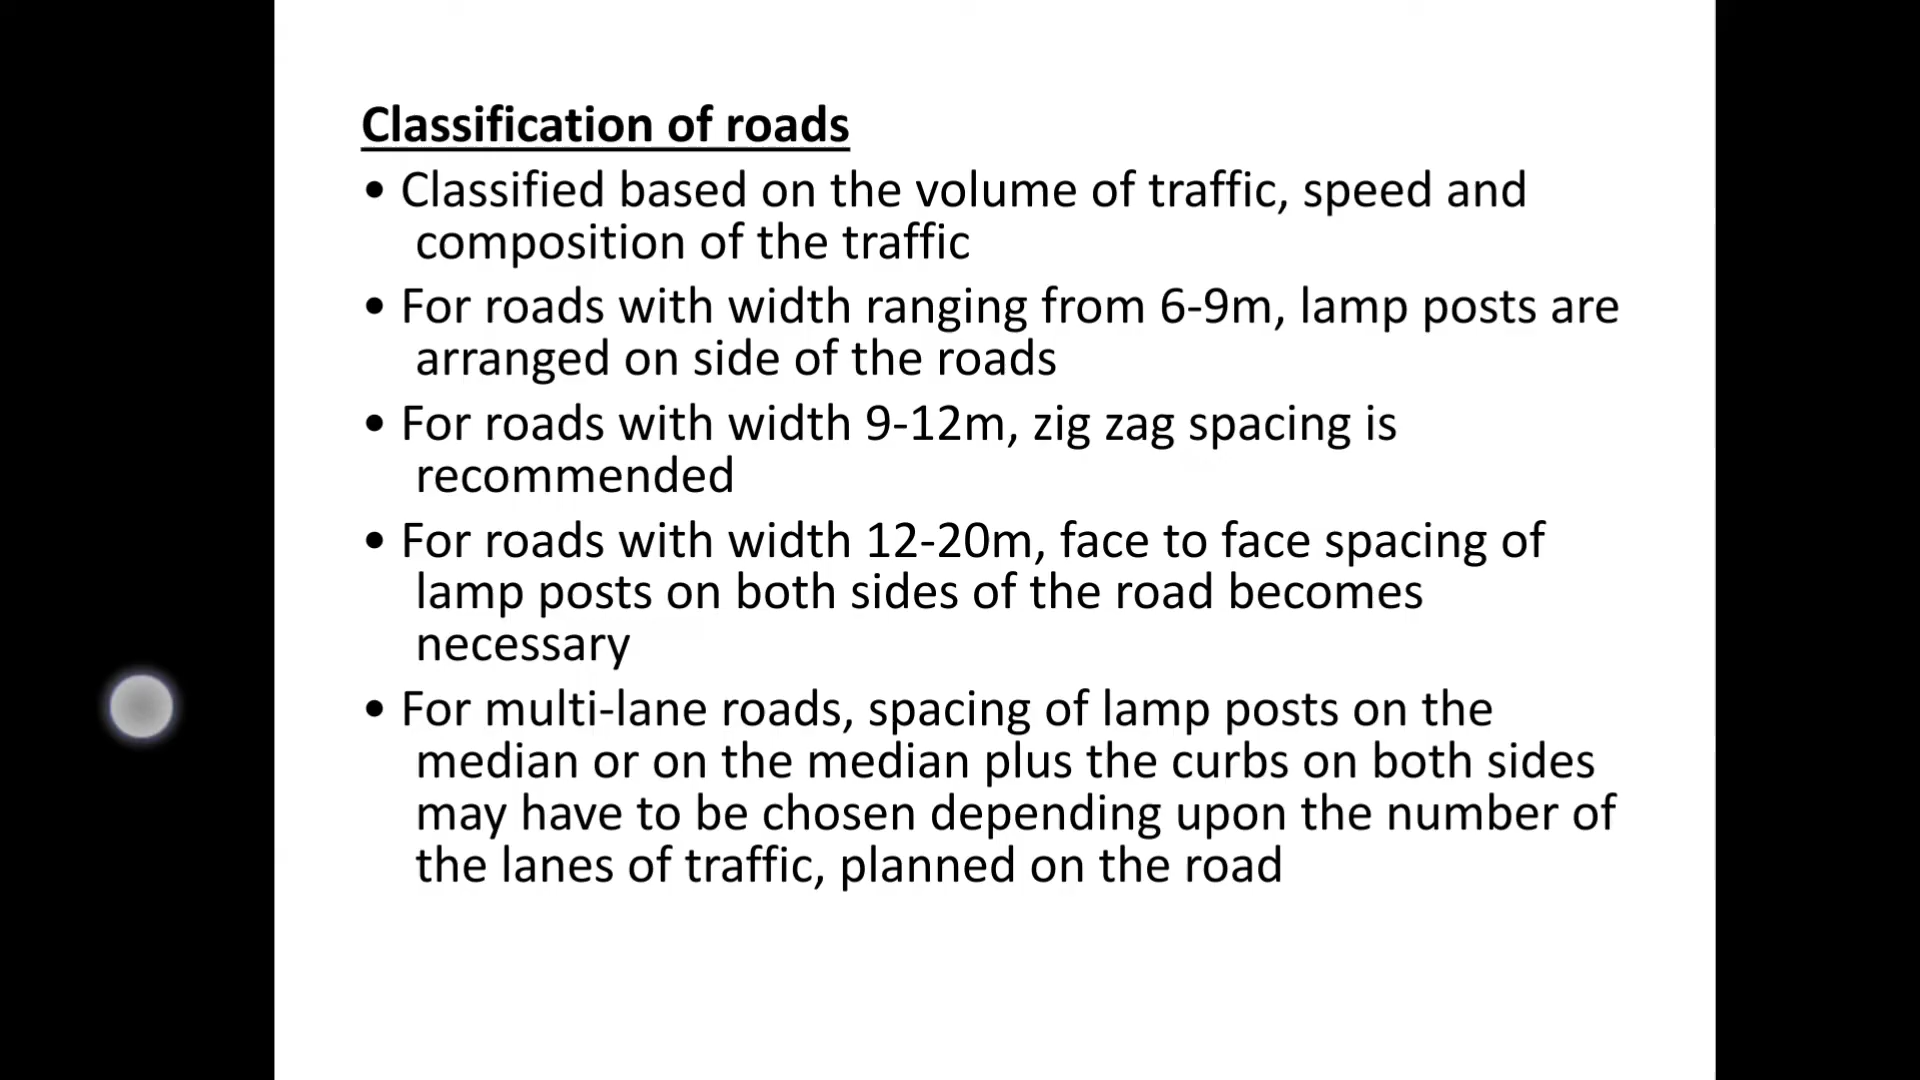 Classification of roads
• Classified based on the volume of traffic, speed and
composition of the traffic
• For roads with width ranging from 6-9m, lamp posts are
arranged on side of the roads
• For roads with width 9-12m, zig zag spacing is
recommended
• For roads with width 12-20m, face to face spacing of
lamp posts on both sides of the road becomes
necessary
• For multi-lane roads, spacing of lamp posts on the
median or on the median plus the curbs on both sides
may have to be chosen depending upon the number of
the lanes of traffic, planned on the road